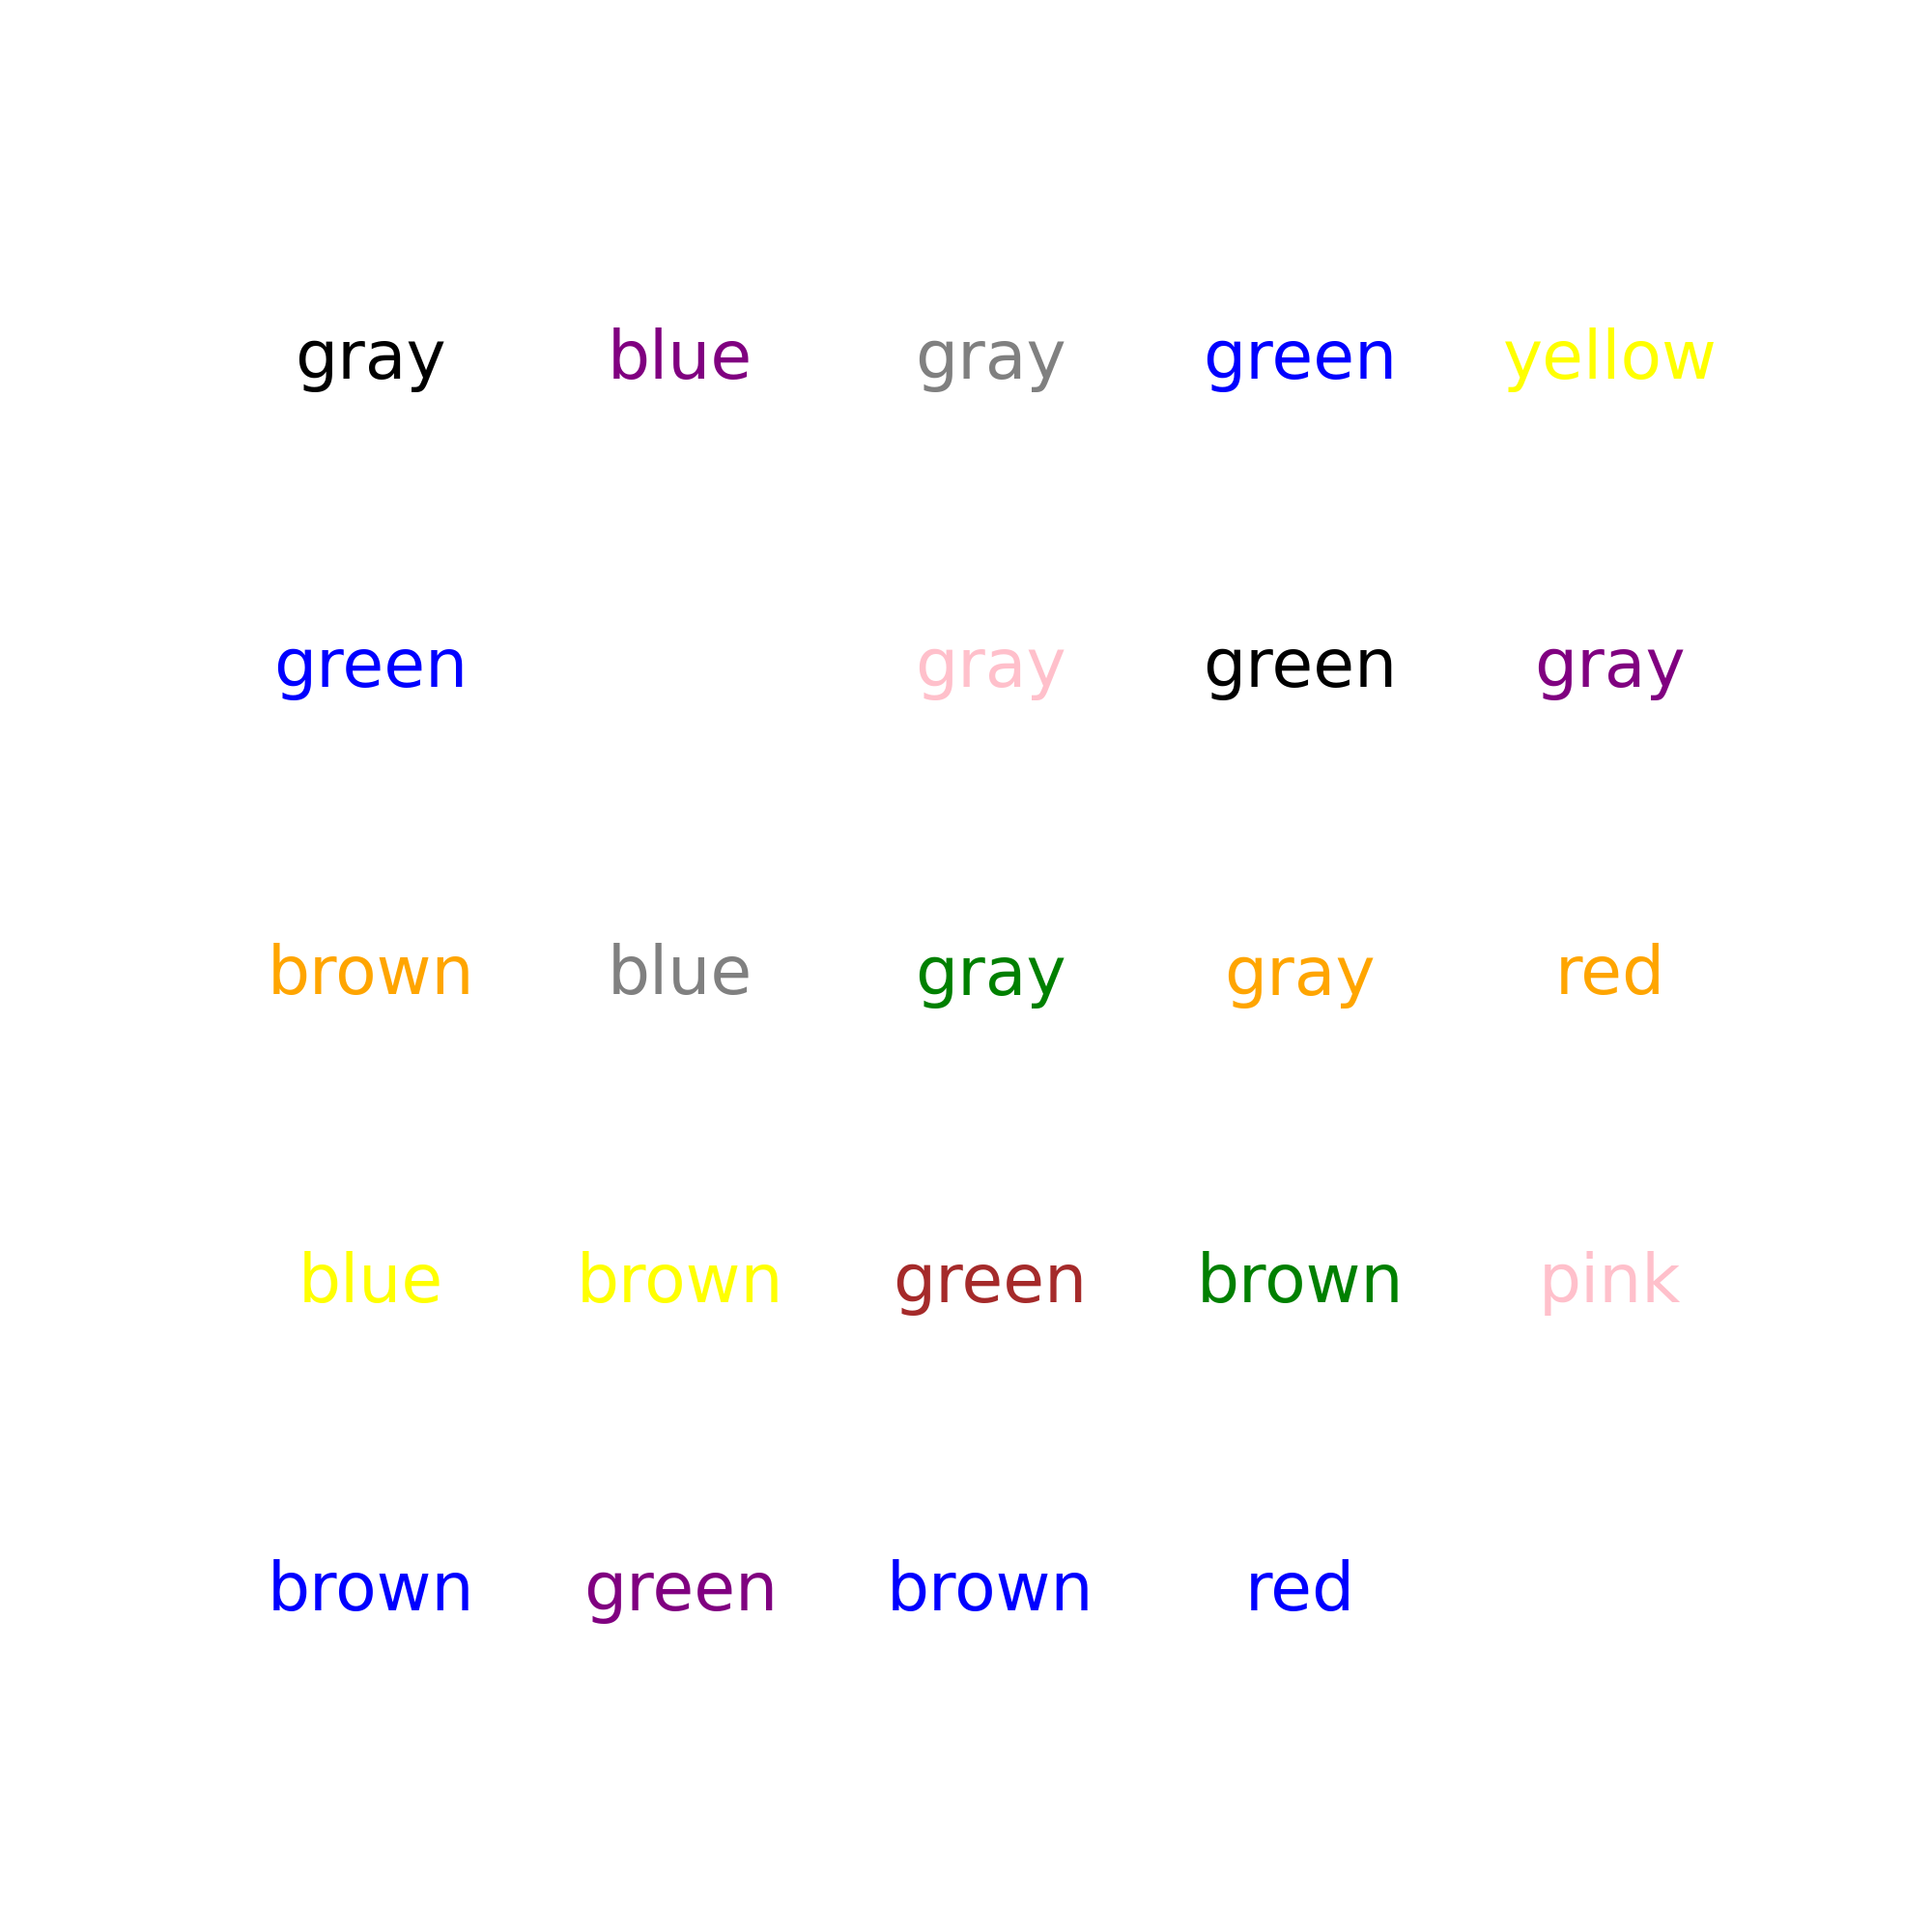 gray blue gray green yellow
green gray green gray
brown blue gray gray red
blue brown green brown pink
brown green brown red